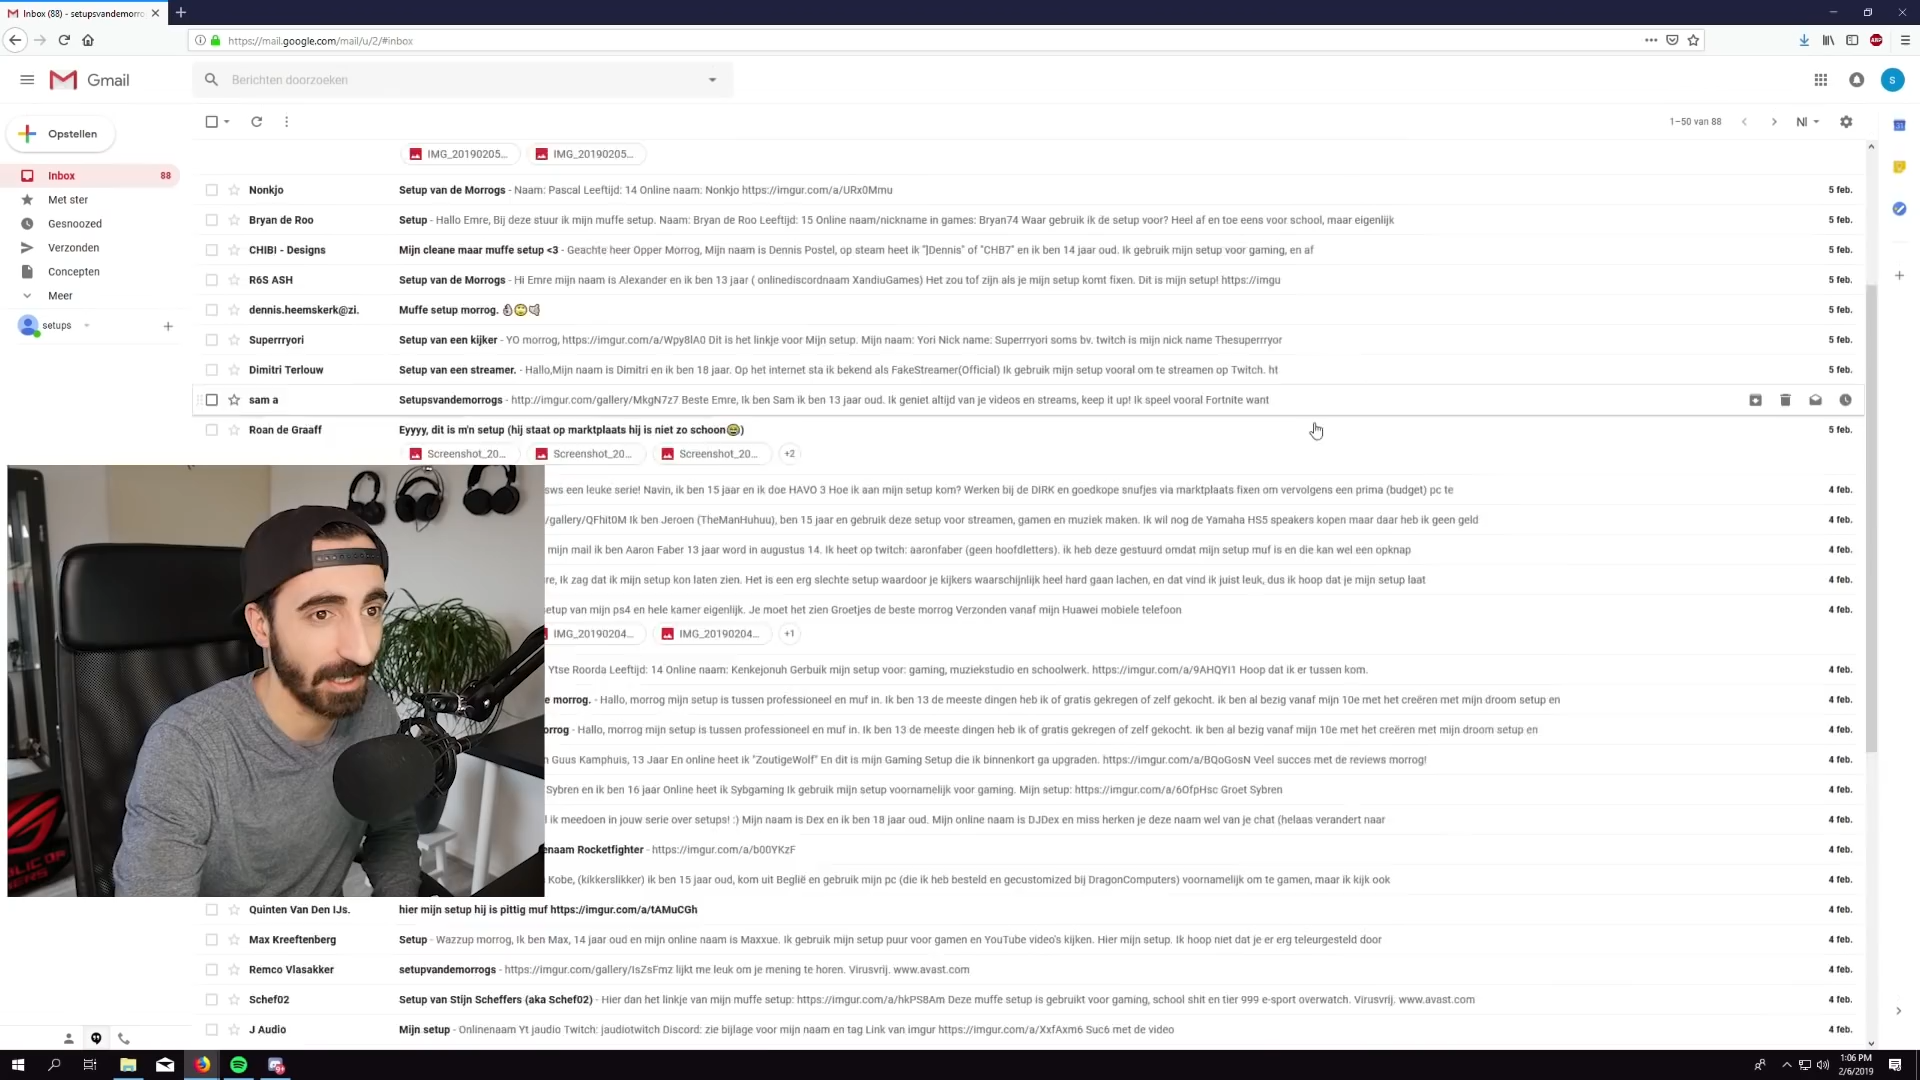 Inbox (88) - setupsvandemorro
https://mail.google.com/mail/u/2/#inbox
ABP
Gmail
Berichten doorzoeken
S
Opstellen
1–50 van 88
Nl
31
Inbox 88
Met ster
Gesnoozed
Verzonden
Concepten
Meer
setups
IMG_20190205... IMG_20190205...
Nonkjo Setup van de Morrogs - Naam: Pascal Leeftijd: 14 Online naam: Nonkjo https://imgur.com/a/URx0Mmu 5 feb.
Bryan de Roo Setup - Hallo Emre, Bij deze stuur ik mijn muffe setup. Naam: Bryan de Roo Leeftijd: 15 Online naam/nickname in games: Bryan74 Waar gebruik ik de setup voor? Heel af en toe eens voor school, maar eigenlijk 5 feb.
CHIBI - Designs Mijn cleane maar muffe setup <3 - Geachte heer Opper Morrog, Mijn naam is Dennis Postel, op steam heet ik "]Dennis" of "CHB7" en ik ben 14 jaar oud. Ik gebruik mijn setup voor gaming, en af 5 feb.
R6S ASH Setup van de Morrogs - Hi Emre mijn naam is Alexander en ik ben 13 jaar ( onlinediscordnaam XandiuGames) Het zou tof zijn als je mijn setup komt fixen. Dit is mijn setup! https://imgu 5 feb.
dennis.heemskerk@zi. Muffe setup morrog. 5 feb.
Superrryori Setup van een kijker - YO morrog, https://imgur.com/a/Wpy8lA0 Dit is het linkje voor Mijn setup. Mijn naam: Yori Nick name: Superrryori soms bv. twitch is mijn nick name Thesuperrryor 5 feb.
Dimitri Terlouw Setup van een streamer. - Hallo,Mijn naam is Dimitri en ik ben 18 jaar. Op het internet sta ik bekend als FakeStreamer(Official) Ik gebruik mijn setup vooral om te streamen op Twitch. ht 5 feb.
sam a Setupsvandemorrogs - http://imgur.com/gallery/MkgN7z7 Beste Emre, Ik ben Sam ik ben 13 jaar oud. Ik geniet altijd van je videos en streams, keep it up! Ik speel vooral Fortnite want
Roan de Graaff Eyyyy, dit is m'n setup (hij staat op marktplaats hij is niet zo schoon😂) 5 feb.
Screenshot_20... Screenshot_20... Screenshot_20... +2
sws een leuke serie! Navin, ik ben 15 jaar en ik doe HAVO 3 Hoe ik aan mijn setup kom? Werken bij de DIRK en goedkope snufjes via marktplaats fixen om vervolgens een prima (budget) pc te 4 feb.
/gallery/QFhit0M Ik ben Jeroen (TheManHuhuu), ben 15 jaar en gebruik deze setup voor streamen, gamen en muziek maken. Ik wil nog de Yamaha HS5 speakers kopen maar daar heb ik geen geld 4 feb.
mijn mail ik ben Aaron Faber 13 jaar word in augustus 14. Ik heet op twitch: aaronfaber (geen hoofdletters). ik heb deze gestuurd omdat mijn setup muf is en die kan wel een opknap 4 feb.
re, Ik zag dat ik mijn setup kon laten zien. Het is een erg slechte setup waardoor je kijkers waarschijnlijk heel hard gaan lachen, en dat vind ik juist leuk, dus ik hoop dat je mijn setup laat 4 feb.
setup van mijn ps4 en hele kamer eigenlijk. Je moet het zien Groetjes de beste morrog Verzonden vanaf mijn Huawei mobiele telefoon 4 feb.
IMG_20190204... IMG_20190204... +1
Ytse Roorda Leeftijd: 14 Online naam: Kenkejonuh Gerbuik mijn setup voor: gaming, muziekstudio en schoolwerk. https://imgur.com/a/9AHQYI1 Hoop dat ik er tussen kom. 4 feb.
e morrog. - Hallo, morrog mijn setup is tussen professioneel en muf in. Ik ben 13 de meeste dingen heb ik of gratis gekregen of zelf gekocht. ik ben al bezig vanaf mijn 10e met het creëren met mijn droom setup en 4 feb.
orrog - Hallo, morrog mijn setup is tussen professioneel en muf in. Ik ben 13 de meeste dingen heb ik of gratis gekregen of zelf gekocht. ik ben al bezig vanaf mijn 10e met het creëren met mijn droom setup en 4 feb.
n Guus Kamphuis, 13 Jaar En online heet ik "ZoutigeWolf" En dit is mijn Gaming Setup die ik binnenkort ga upgraden. https://imgur.com/a/BQoGosN Veel succes met de reviews morrog! 4 feb.
Sybren en ik ben 16 jaar Online heet ik Sybgaming Ik gebruik mijn setup voornamelijk voor gaming. Mijn setup: https://imgur.com/a/6OfpHsc Groet Sybren 4 feb.
l ik meedoen in jouw serie over setups! :) Mijn naam is Dex en ik ben 18 jaar oud. Mijn online naam is DJDex en miss herken je deze naam wel van je chat (helaas verandert naar 4 feb.
enaam Rocketfighter - https://imgur.com/a/b00YKzF 4 feb.
Kobe, (kikkerslikker) ik ben 15 jaar oud, kom uit Beglië en gebruik mijn pc (die ik heb besteld en gecustomized bij DragonComputers) voornamelijk om te gamen, maar ik kijk ook 4 feb.
Quinten Van Den IJs. hier mijn setup hij is pittig muf https://imgur.com/a/tAMuCGh 4 feb.
Max Kreeftenberg Setup - Wazzup morrog, Ik ben Max, 14 jaar oud en mijn online naam is Maxxue. Ik gebruik mijn setup puur voor gamen en YouTube video's kijken. Hier mijn setup. Ik hoop niet dat je er erg teleurgesteld door 4 feb.
Remco Vlasakker setupvandemorrogs - https://imgur.com/gallery/IsZsFmz lijkt me leuk om je mening te horen. Virusvrij. www.avast.com 4 feb.
Schef02 Setup van Stijn Scheffers (aka Schef02) - Hier dan het linkje van mijn muffe setup: https://imgur.com/a/hkPS8Am Deze muffe setup is gebruikt voor gaming, school shit en tier 999 e-sport overwatch. Virusvrij. www.avast.com 4 feb.
J Audio Mijn setup - Onlinenaam Yt jaudio Twitch: jaudiotwitch Discord: zie bijlage voor mijn naam en tag Link van imgur https://imgur.com/a/XxfAxm6 Suc6 met de video 4 feb.
1:06 PM
2/6/2019